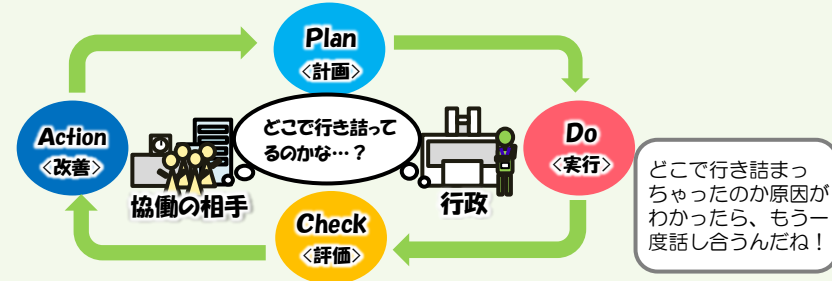 Plan
<計画>
Action
<改善>
どこで行き詰って
るのかな…？
Do
<実行>
協働の相手
行政
Check
<評価>
どこで行き詰まっ
ちゃったのか原因が
わかったら、もう一
度話し合うんだね！